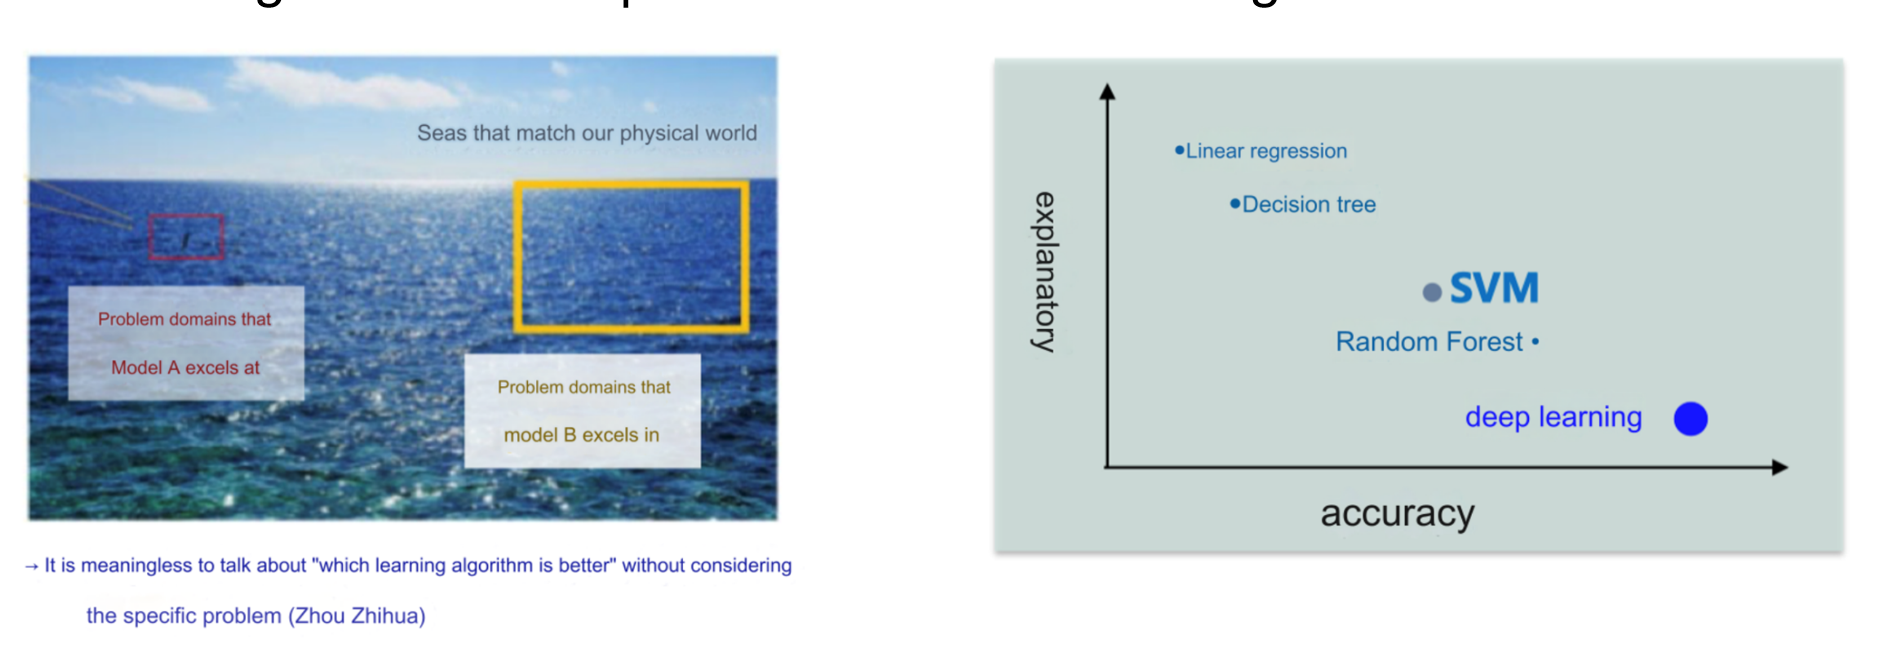 Seas that match our physical world
f
Problem domains that
Model A excels at
Problem domains that
model B excels in
→ It is meaningless to talk about "which learning algorithm is better" without considering
the specific problem (Zhou Zhihua)
explanatory
•Linear regression
•Decision tree
SVM
Random Forest •
deep learning
accuracy